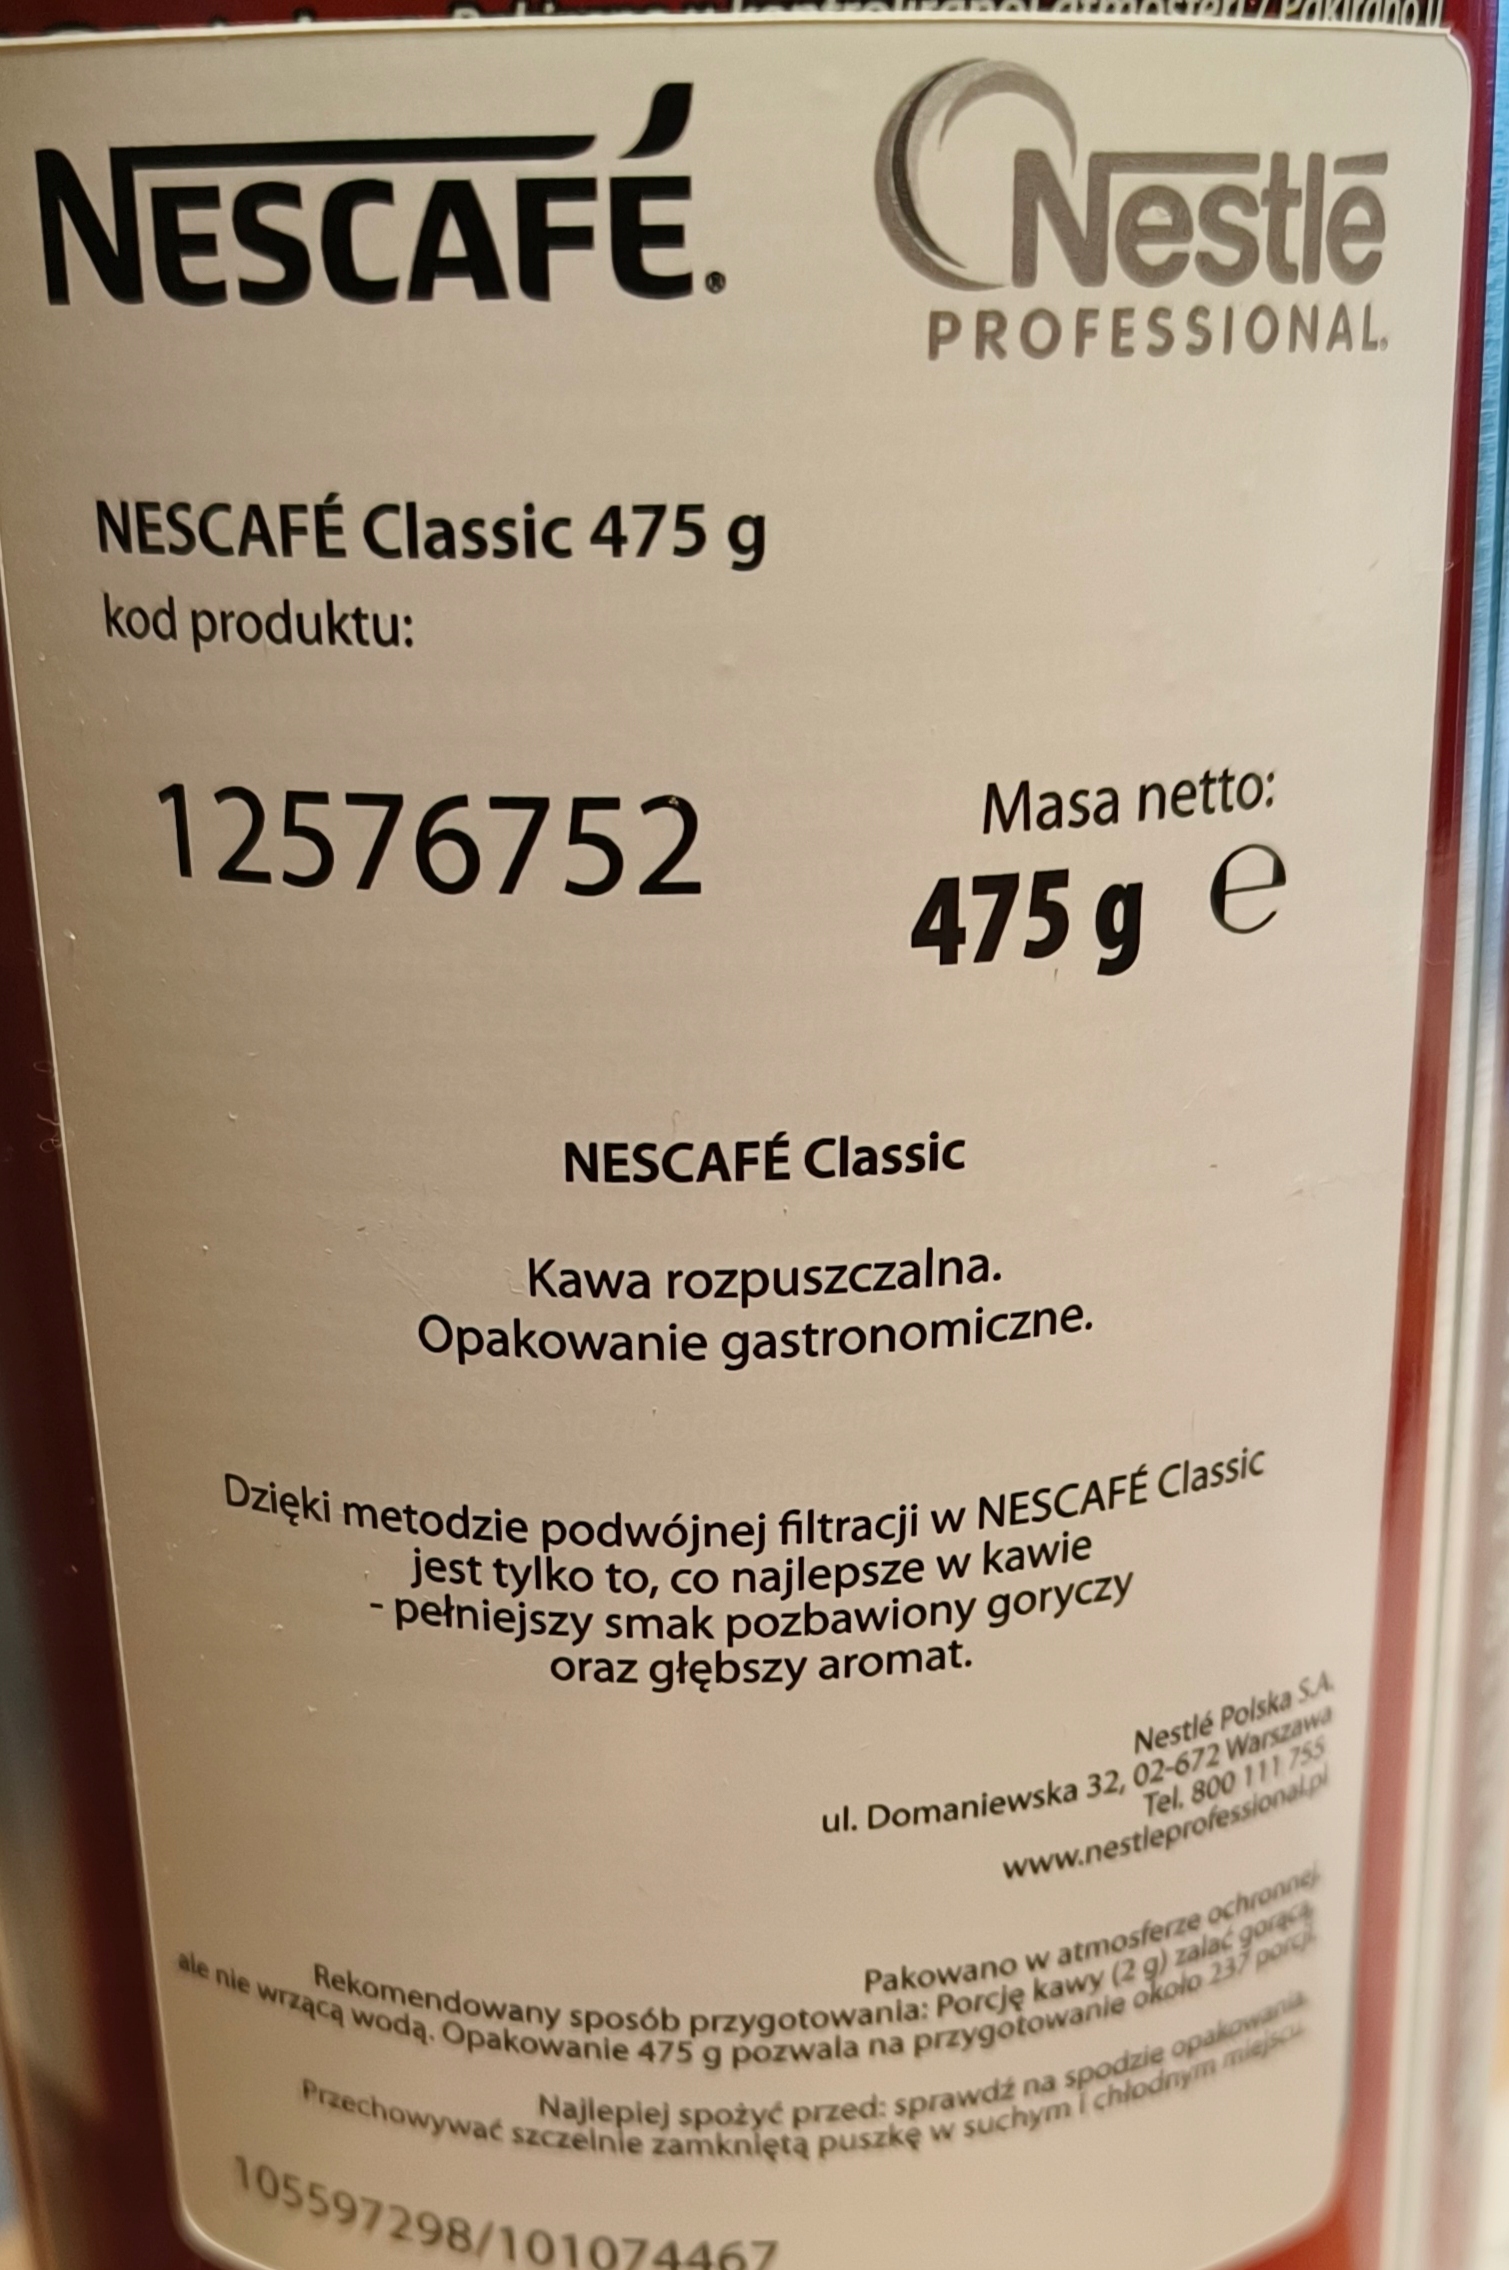 Pakirano u
NESCAFÉ®
Nestlé
PROFESSIONAL®
NESCAFÉ Classic 475 g
kod produktu:
12576752
Masa netto:
475 g e
NESCAFÉ Classic
Kawa rozpuszczalna.
Opakowanie gastronomiczne.
Dzięki metodzie podwójnej filtracji w NESCAFÉ Classic
jest tylko to, co najlepsze w kawie
- pełniejszy smak pozbawiony goryczy
oraz głębszy aromat.
Nestlé Polska S.A.
ul. Domaniewska 32, 02-672 Warszawa
Tel. 800 111 755
www.nestleprofessional.pl
Pakowano w atmosferze ochronnej.
Rekomendowany sposób przygotowania: Porcję kawy (2 g) zalać gorącą,
ale nie wrzącą wodą. Opakowanie 475 g pozwala na przygotowanie około 237 porcji.
Najlepiej spożyć przed: sprawdź na spodzie opakowania.
Przechowywać szczelnie zamkniętą puszkę w suchym i chłodnym miejscu.
105597298/101074467